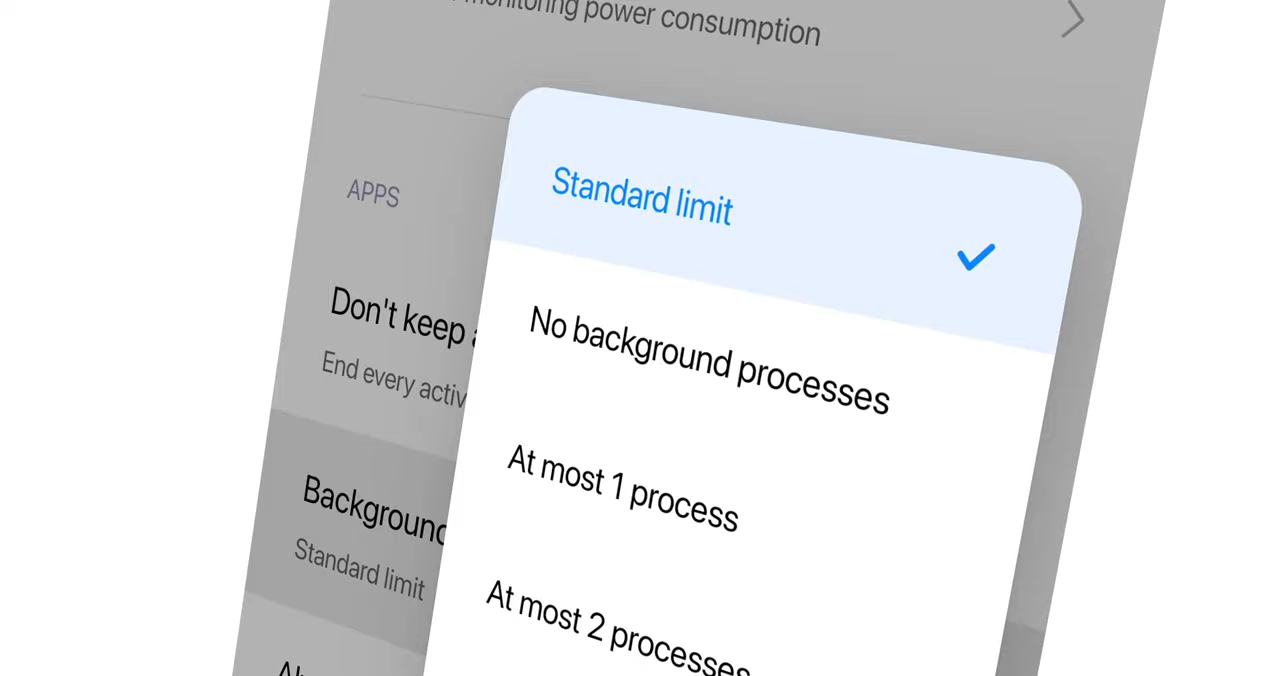 monitoring power consumption
APPS
Standard limit
Don't keep
End every activ
No background processes
At most 1 process
Background
Standard limit
At most 2 processes